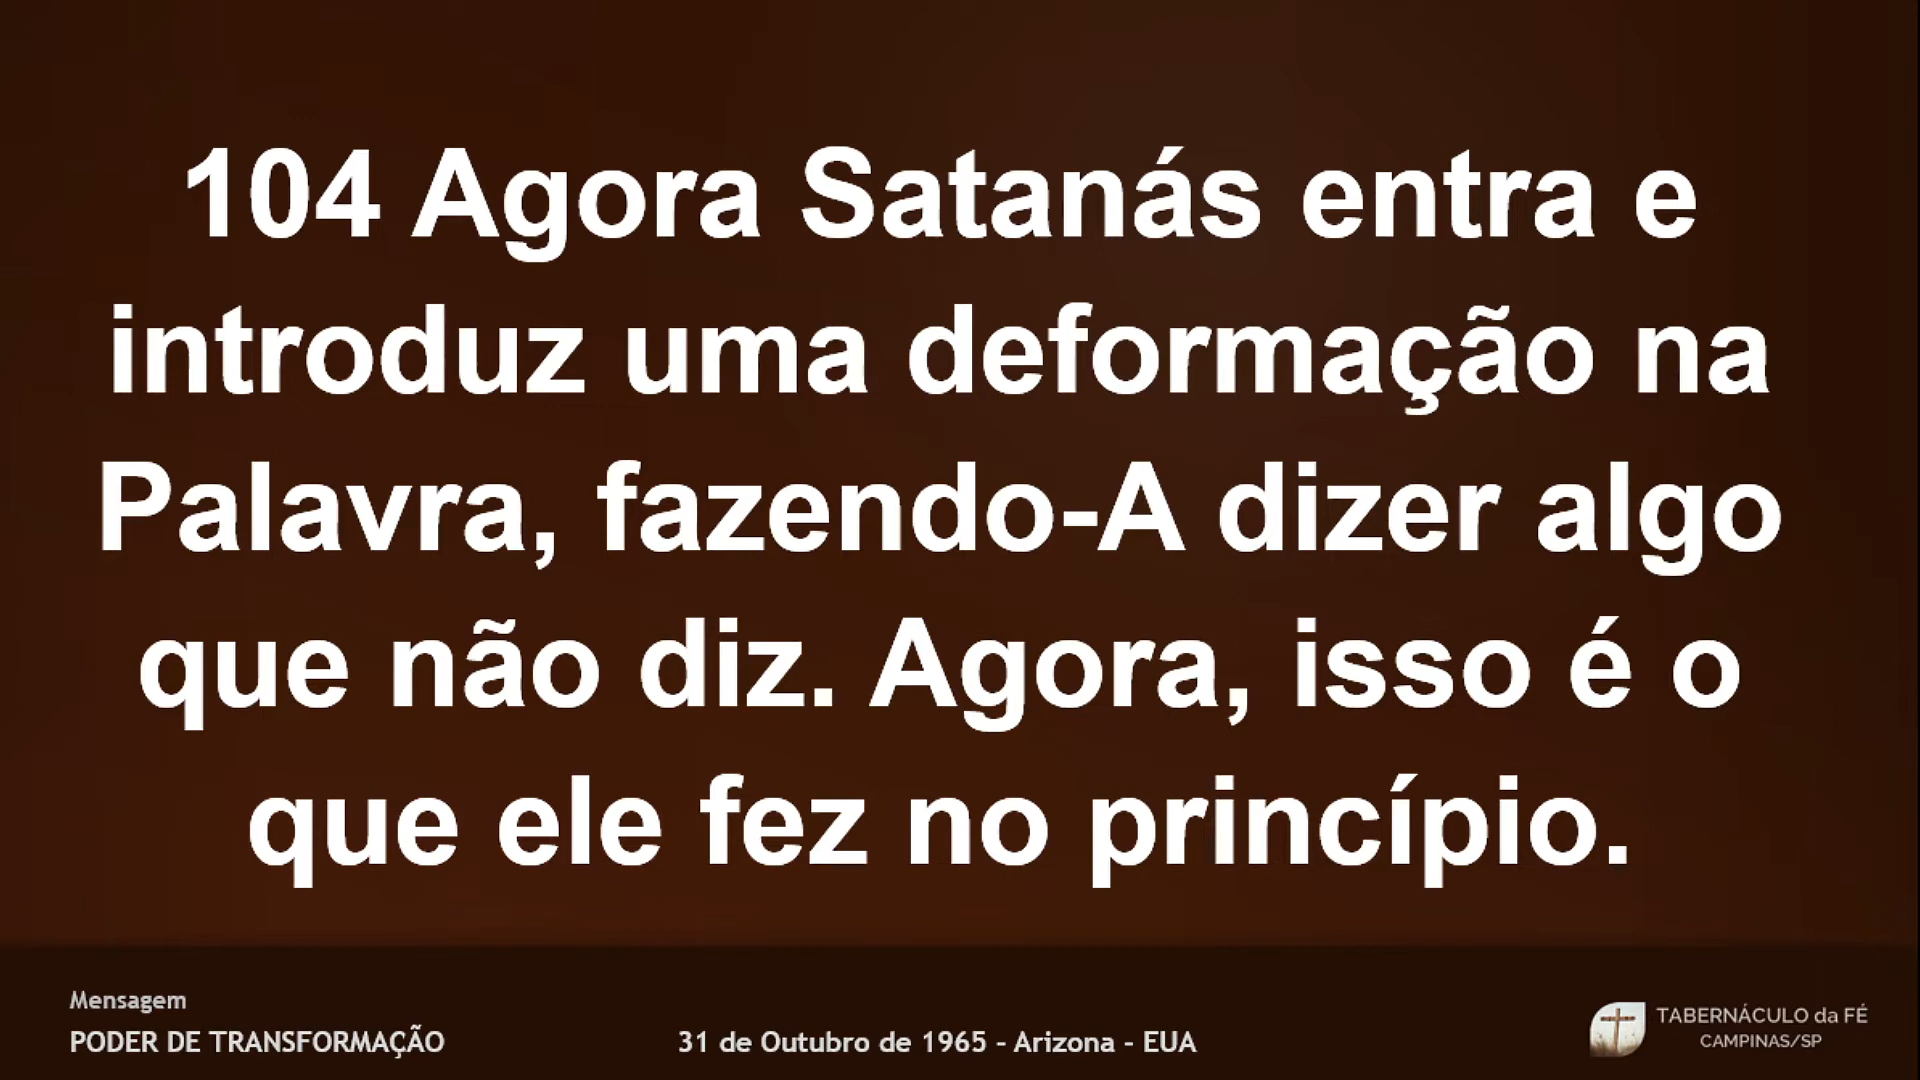 104 Agora Satanás entra e
introduz uma deformação na
Palavra, fazendo-A dizer algo
que não diz. Agora, isso é o
que ele fez no princípio.
Mensagem
PODER DE TRANSFORMAÇÃO
31 de Outubro de 1965 - Arizona - EUA
TABERNÁCULO da FÉ
CAMPINAS/SP